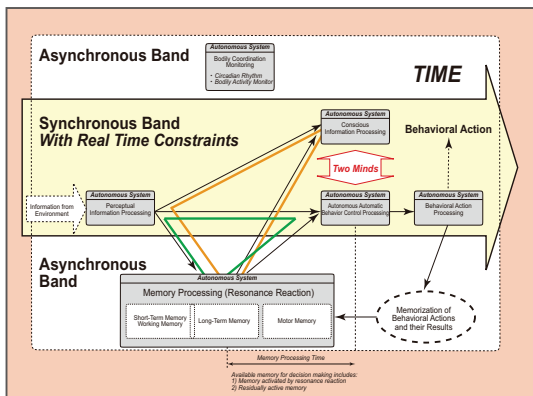 Asynchronous Band
Autonomous System
Bodily Coordination
Monitoring
- Circadian Rhythm
- Bodily Activity Monitor
TIME
Synchronous Band
With Real Time Constraints
Autonomous System
Conscious
Information Processing
Behavioral Action
Two Minds
Information from
Environment
Autonomous System
Perceptual
Information Processing
Autonomous System
Autonomous Automatic
Behavior Control Processing
Autonomous System
Behavioral Action
Processing
Asynchronous
Band
Autonomous System
Memory Processing (Resonance Reaction)
Short-Term Memory
Working Memory
Long-Term Memory
Motor Memory
Memorization of
Behavioral Actions
and their Results
Memory Processing Time
Available memory for decision making includes:
1) Memory activated by resonance reaction
2) Residually active memory